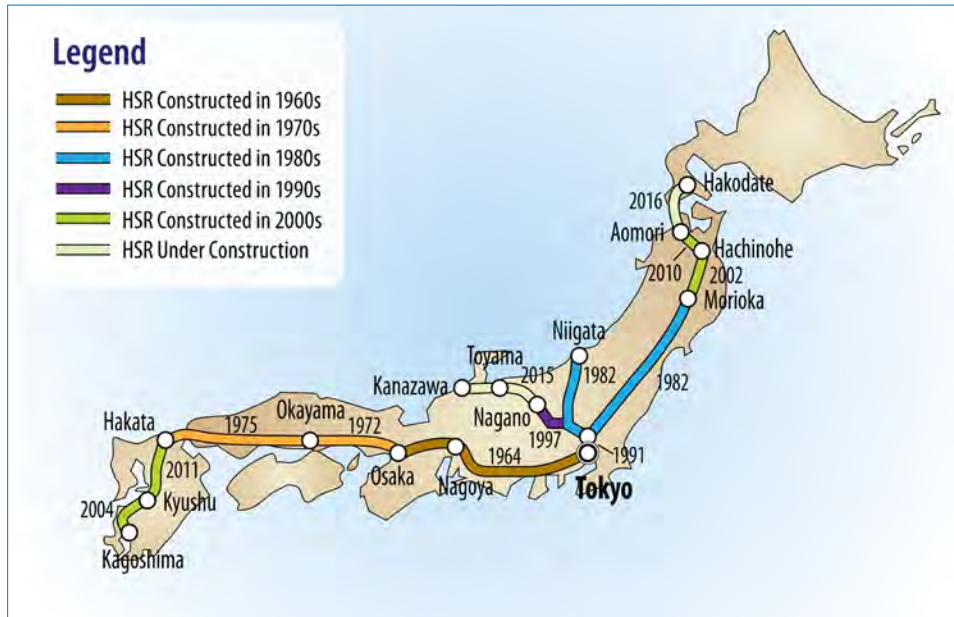 Legend
HSR Constructed in 1960s
HSR Constructed in 1970s
HSR Constructed in 1980s
HSR Constructed in 1990s
HSR Constructed in 2000s
HSR Under Construction
Hakodate
2016
Aomori
Hachinohe
2010
2002
Morioka
Niigata
Toyama
2015
1982
1982
Kanazawa
Nagano
1997
Okayama
Hakata
1975
1972
1991
1964
Osaka
Nagoya
Tokyo
2011
2004
Kyushu
Kagoshima